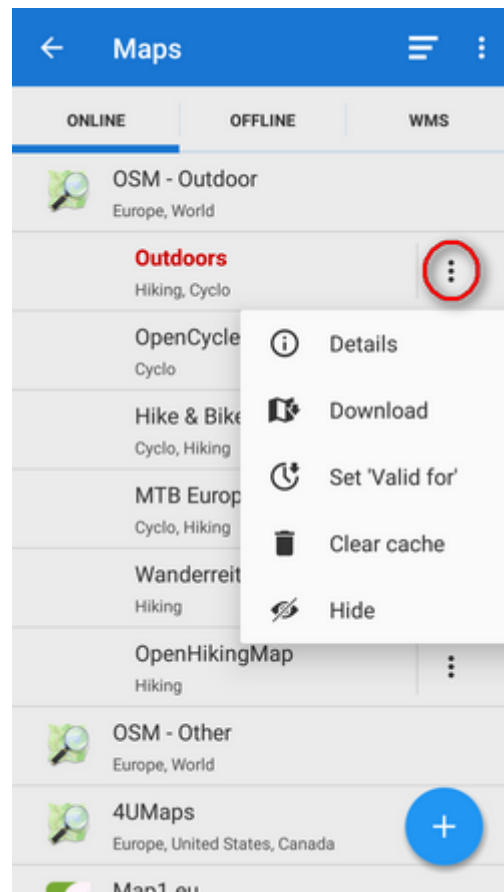 Maps
ONLINE OFFLINE WMS
OSM - Outdoor
Europe, World
Outdoors
Hiking, Cyclo
OpenCycle
Cyclo
Hike & Bike
Cyclo, Hiking
MTB Europ
Cyclo, Hiking
Wanderreit
Hiking
OpenHikingMap
Hiking
Details
Download
Set 'Valid for'
Clear cache
Hide
OSM - Other
Europe, World
4UMaps
Europe, United States, Canada
Map1.eu